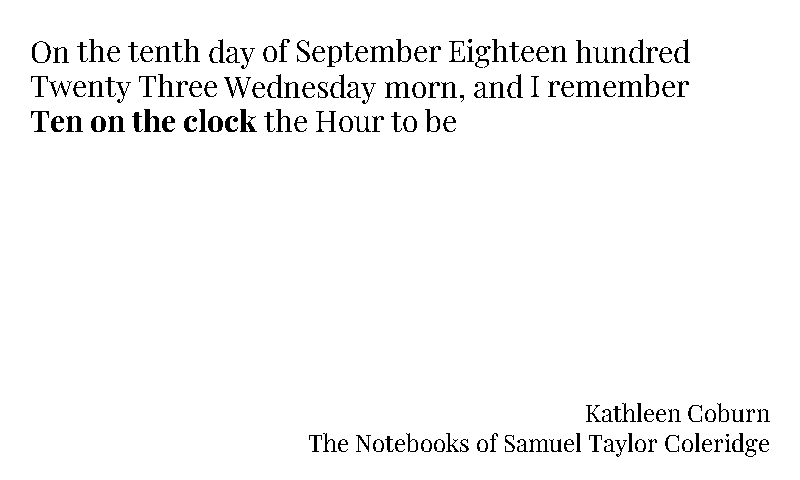 On the tenth day of September Eighteen hundred
Twenty Three Wednesday morn, and I remember
Ten on the clock the Hour to be
Kathleen Coburn
The Notebooks of Samuel Taylor Coleridge